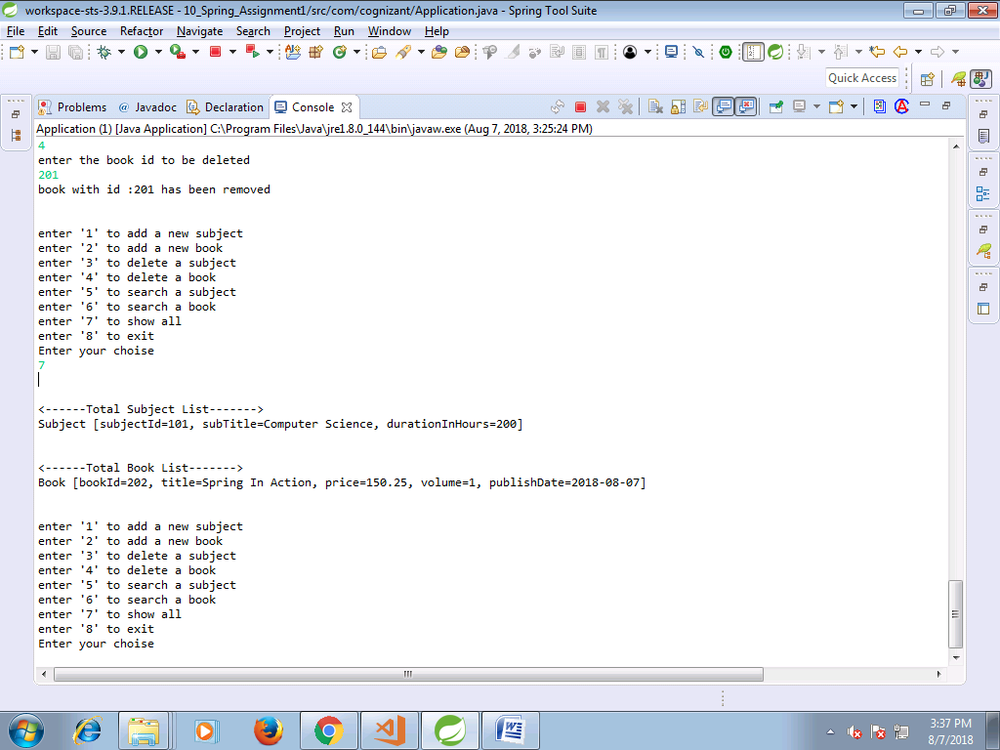 workspace-sts-3.9.1.RELEASE - 10_Spring_Assignment1/src/com/cognizant/Application.java - Spring Tool Suite
File Edit Source Refactor Navigate Search Project Run Window Help
Quick Access
Problems @ Javadoc Declaration Console
Application (1) [Java Application] C:\Program Files\Java\jre1.8.0_144\bin\javaw.exe (Aug 7, 2018, 3:25:24 PM)
4
enter the book id to be deleted
201
book with id :201 has been removed
enter '1' to add a new subject
enter '2' to add a new book
enter '3' to delete a subject
enter '4' to delete a book
enter '5' to search a subject
enter '6' to search a book
enter '7' to show all
enter '8' to exit
Enter your choise
7
<------Total Subject List------->
Subject [subjectId=101, subTitle=Computer Science, durationInHours=200]
<------Total Book List------->
Book [bookId=202, title=Spring In Action, price=150.25, volume=1, publishDate=2018-08-07]
enter '1' to add a new subject
enter '2' to add a new book
enter '3' to delete a subject
enter '4' to delete a book
enter '5' to search a subject
enter '6' to search a book
enter '7' to show all
enter '8' to exit
Enter your choise
3:37 PM
8/7/2018